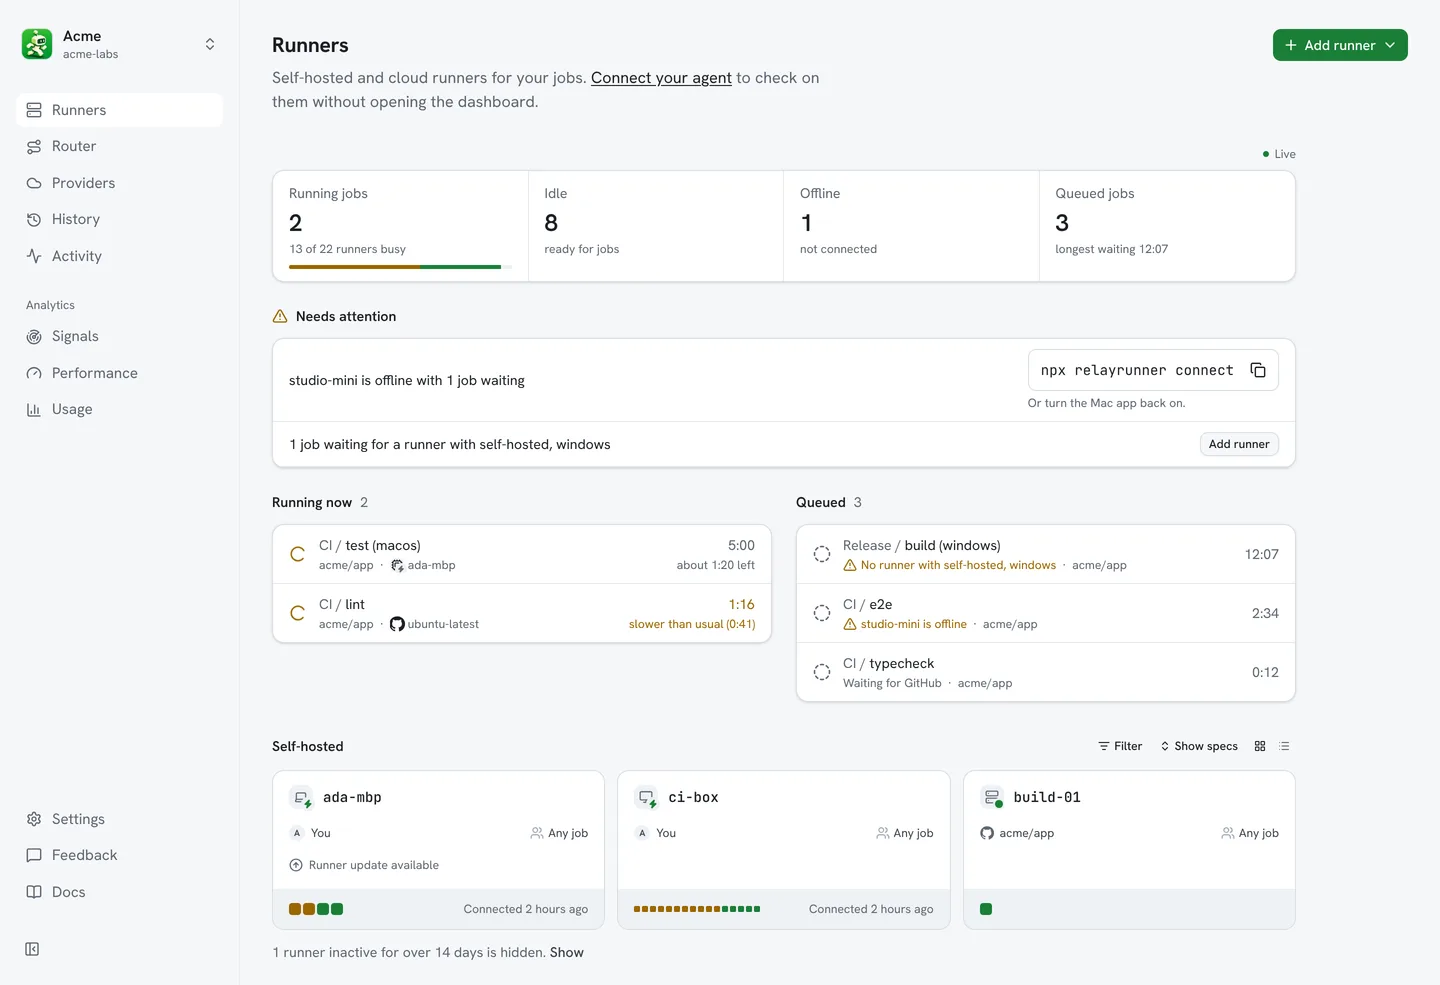 Acme
acme-labs
Runners
Router
Providers
History
Activity
Analytics
Signals
Performance
Usage
Settings
Feedback
Docs
Runners
Self-hosted and cloud runners for your jobs. Connect your agent to check on
them without opening the dashboard.
Add runner
Live
Running jobs
2
13 of 22 runners busy
Idle
8
ready for jobs
Offline
1
not connected
Queued jobs
3
longest waiting 12:07
Needs attention
studio-mini is offline with 1 job waiting
npx relayrunner connect
Or turn the Mac app back on.
1 job waiting for a runner with self-hosted, windows
Add runner
Running now 2
CI / test (macos)
5:00
acme/app · ada-mbp
about 1:20 left
CI / lint
1:16
acme/app · ubuntu-latest
slower than usual (0:41)
Queued 3
Release / build (windows)
No runner with self-hosted, windows · acme/app
12:07
CI / e2e
studio-mini is offline · acme/app
2:34
CI / typecheck
Waiting for GitHub · acme/app
0:12
Self-hosted
Filter
Show specs
ada-mbp
A You
Any job
Runner update available
Connected 2 hours ago
ci-box
A You
Any job
Connected 2 hours ago
build-01
acme/app
Any job
1 runner inactive for over 14 days is hidden. Show